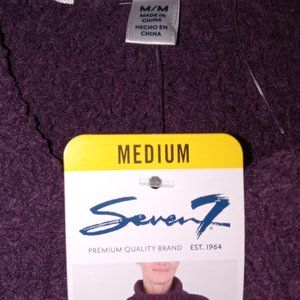 M/M
MADE IN
CHINA
HECHO EN
CHINA
MEDIUM
Seven7
PREMIUM QUALITY BRAND EST. 1964